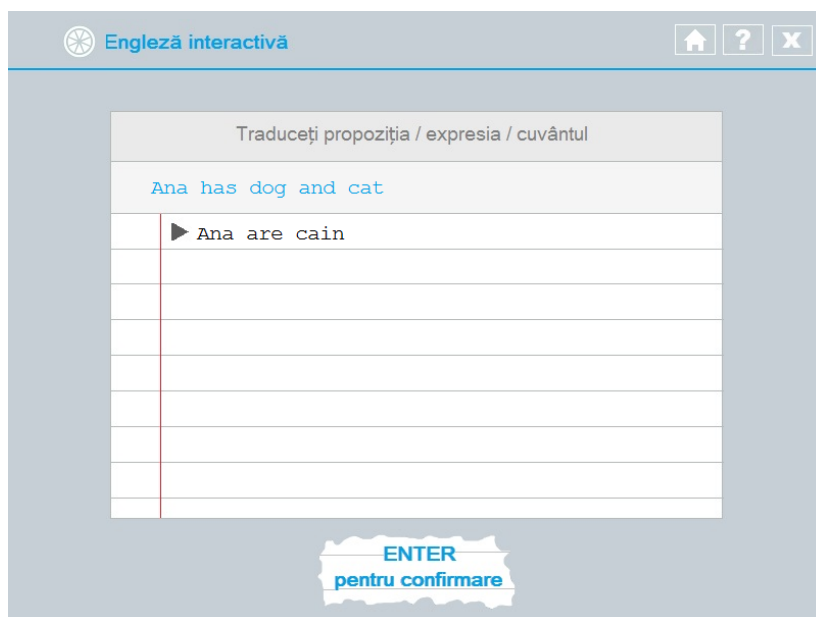 Engleză interactivă
? X
Traduceți propoziția / expresia / cuvântul
Ana has dog and cat
Ana are cain
ENTER
pentru confirmare